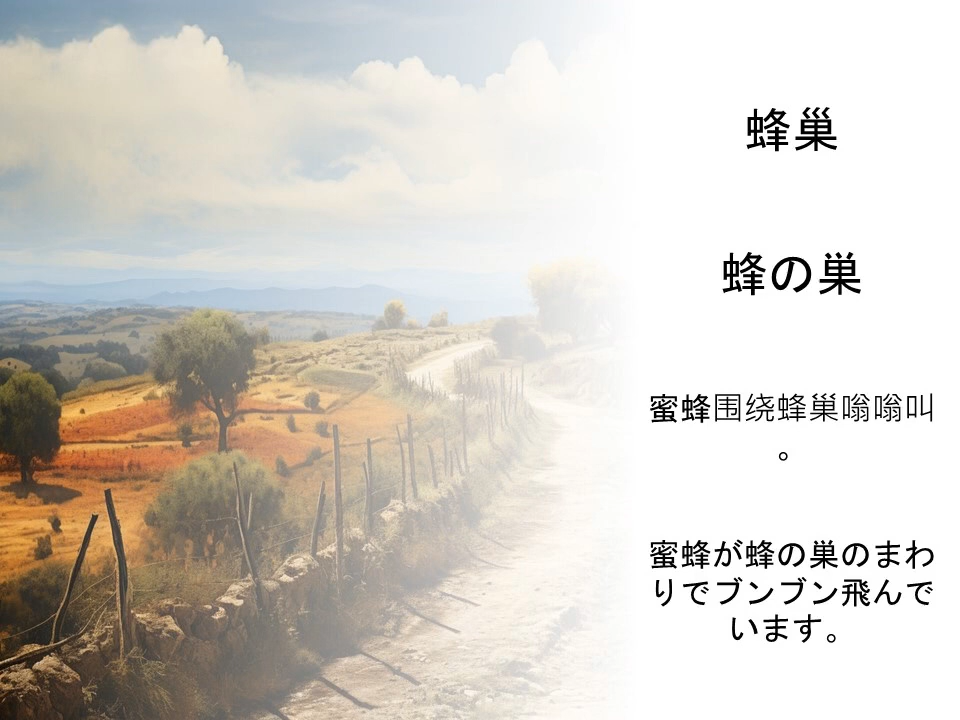 蜂巢
蜂の巣
蜜蜂围绕蜂巢嗡嗡叫
。
蜜蜂が蜂の巣のまわ
りでブンブン飛んで
います。